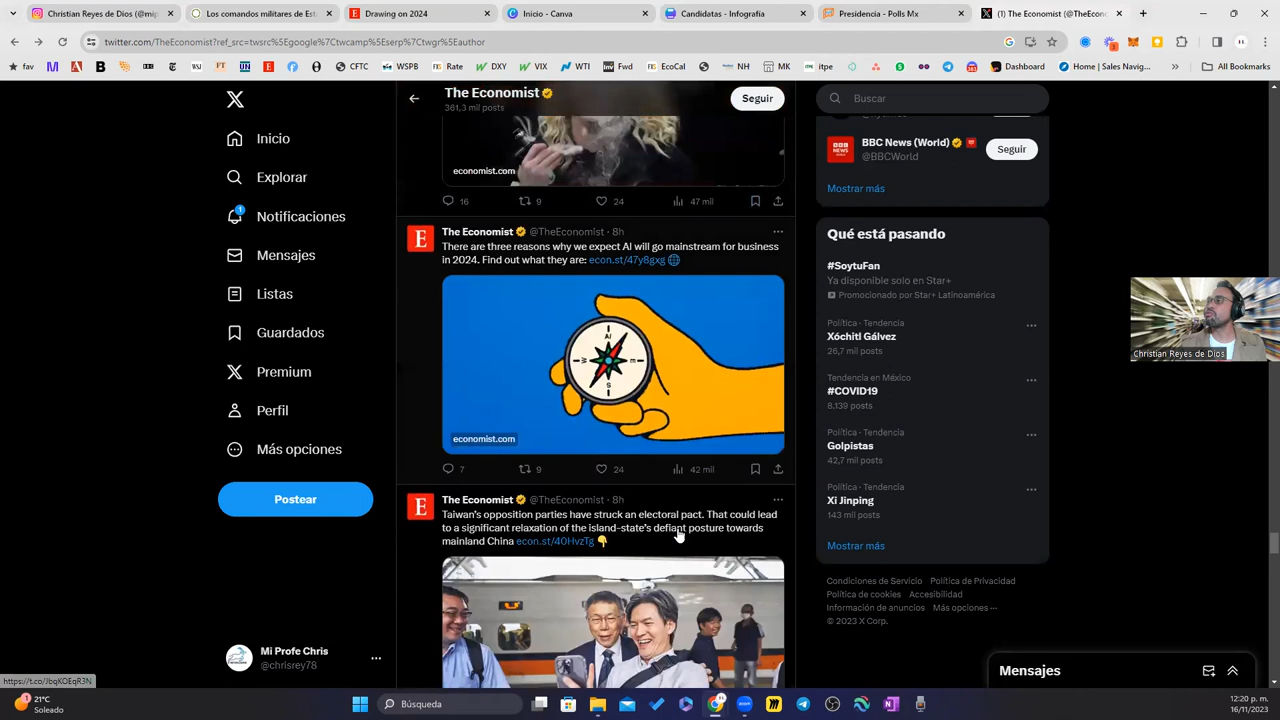 Christian Reyes de Dios (@mip
Los comandos militares de Est
Drawing on 2024
Inicio - Canva
Candidatas - Infografía
Presidencia - Polls Mx
(1) The Economist (@TheEcono
twitter.com/TheEconomist?ref_src=twsrc%5Egoogle%7Ctwcamp%5Eserp%7Ctwgr%5Eauthor
fav
CFTC
WSPB
Rate
DXY
VIX
WTI
Fwd
EcoCal
NH
MK
itpe
Dashboard
Home | Sales Navig...
All Bookmarks
The Economist
361,3 mil posts
Seguir
Inicio
Explorar
1
Notificaciones
Mensajes
Listas
Guardados
Premium
Perfil
Más opciones
Postear
Mi Profe Chris
@chrisrey78
economist.com
16
9
24
47 mil
The Economist @TheEconomist · 8h
There are three reasons why we expect AI will go mainstream for business
in 2024. Find out what they are: econ.st/47y8gxg
AI
W
E
S
economist.com
7
9
24
42 mil
The Economist @TheEconomist · 8h
Taiwan's opposition parties have struck an electoral pact. That could lead
to a significant relaxation of the island-state's defiant posture towards
mainland China econ.st/40HvzTg
Buscar
BBC News (World)
@BBCWorld
Seguir
Mostrar más
Qué está pasando
#SoytuFan
Ya disponible solo en Star+
Promocionado por Star+ Latinoamérica
Política · Tendencia
Xóchitl Gálvez
26,7 mil posts
Tendencia en México
#COVID19
8.139 posts
Política · Tendencia
Golpistas
42,7 mil posts
Política · Tendencia
Xi Jinping
143 mil posts
Mostrar más
Condiciones de Servicio Política de Privacidad
Política de cookies Accesibilidad
Información de anuncios Más opciones ···
© 2023 X Corp.
Mensajes
Christian Reyes de Dios
https://t.co/JbqKOEqR3N
21°C
Soleado
Búsqueda
12:20 p. m.
16/11/2023